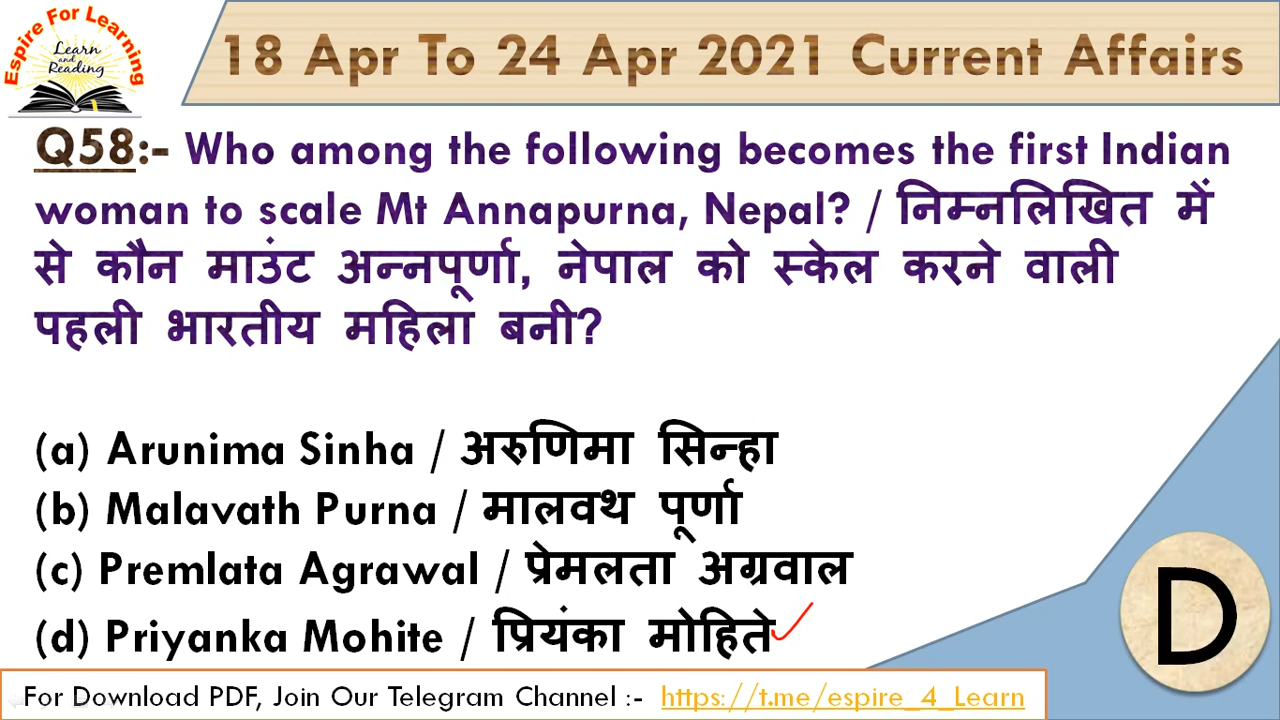 Espire For Learning
Learn
and
Reading
18 Apr To 24 Apr 2021 Current Affairs
Q58:- Who among the following becomes the first Indian
woman to scale Mt Annapurna, Nepal? / निम्नलिखित में
से कौन माउंट अन्नपूर्णा, नेपाल को स्केल करने वाली
पहली भारतीय महिला बनी?
(a) Arunima Sinha / अरुणिमा सिन्हा
(b) Malavath Purna / मालवथ पूर्णा
(c) Premlata Agrawal / प्रेमलता अग्रवाल
(d) Priyanka Mohite / प्रियंका मोहिते
D
For Download PDF, Join Our Telegram Channel :- https://t.me/espire_4_Learn